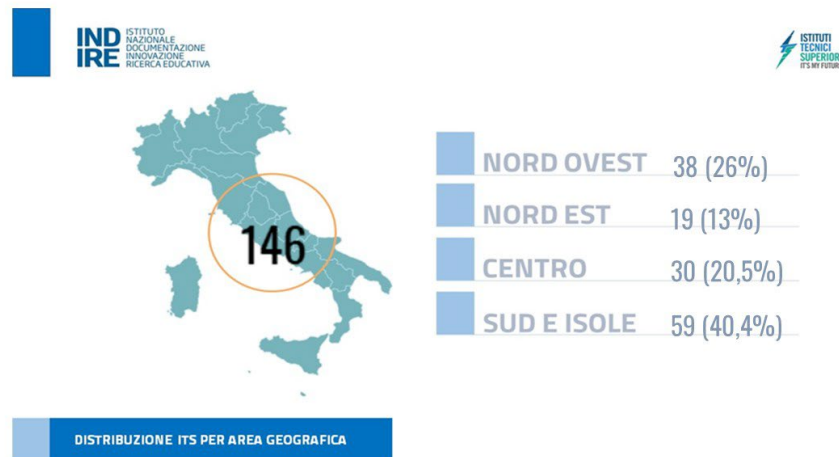 IND
IRE
ISTITUTO
NAZIONALE
DOCUMENTAZIONE
INNOVAZIONE
RICERCA EDUCATIVA
ISTITUTI
TECNICI
SUPERIOR
IT'S MY FUTUR
146
NORD OVEST 38 (26%)
NORD EST 19 (13%)
CENTRO 30 (20,5%)
SUD E ISOLE 59 (40,4%)
DISTRIBUZIONE ITS PER AREA GEOGRAFICA